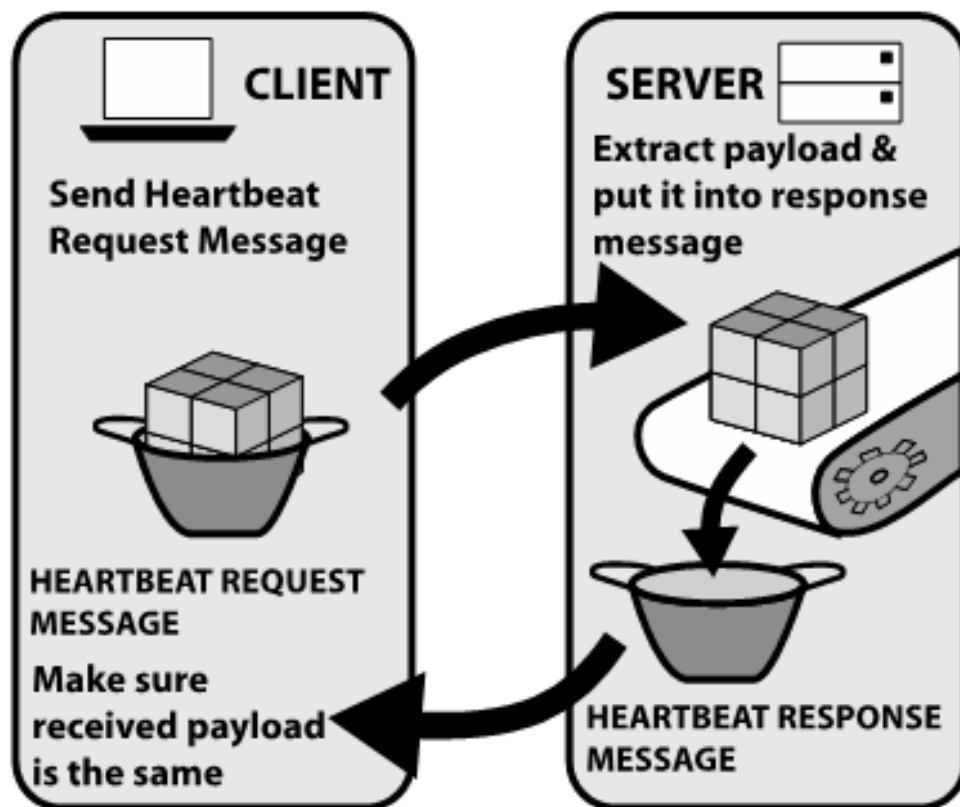 CLIENT
Send Heartbeat
Request Message
HEARTBEAT REQUEST
MESSAGE
Make sure
received payload
is the same
SERVER
Extract payload &
put it into response
message
HEARTBEAT RESPONSE
MESSAGE